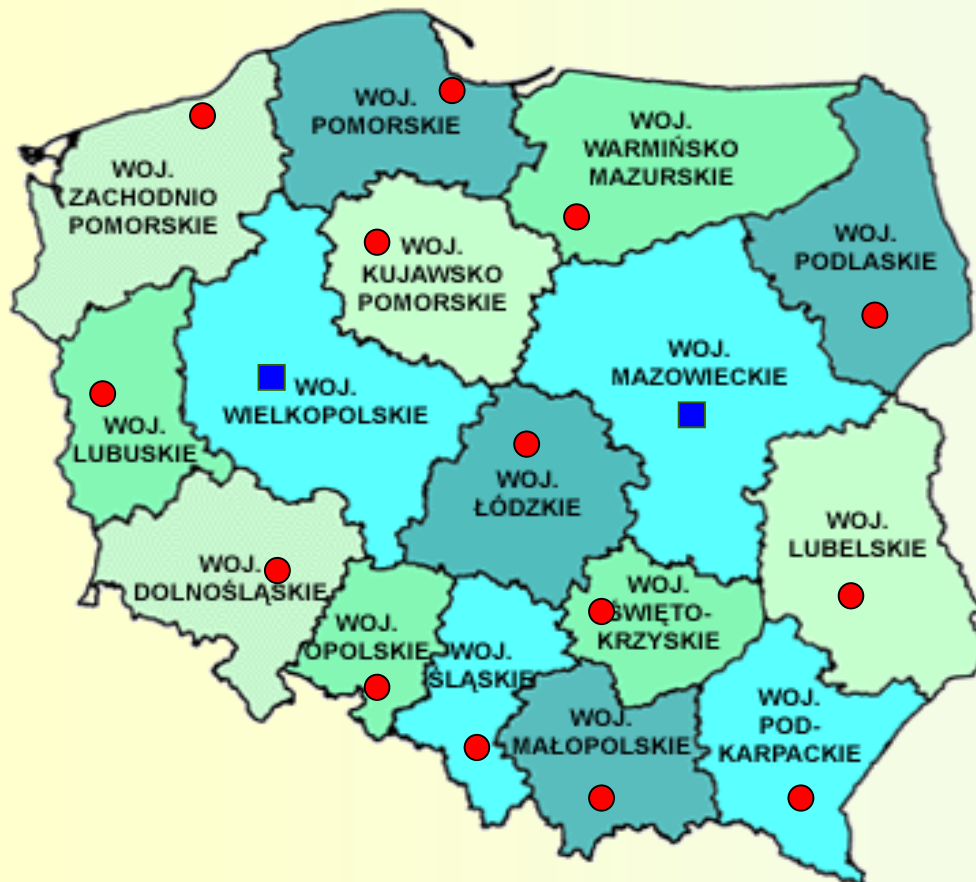 WOJ.
POMORSKIE
WOJ.
WARMIŃSKO
MAZURSKIE
WOJ.
ZACHODNIO
POMORSKIE
WOJ.
PODLASKIE
WOJ.
KUJAWSKO
POMORSKIE
WOJ.
MAZOWIECKIE
WOJ.
WIELKOPOLSKIE
WOJ.
LUBUSKIE
WOJ.
ŁÓDZKIE
WOJ.
LUBELSKIE
WOJ.
DOLNOŚLĄSKIE
WOJ.
ŚWIĘTO-
KRZYSKIE
WOJ.
OPOLSKIE
WOJ.
ŚLĄSKIE
WOJ.
MAŁOPOLSKIE
WOJ.
POD-
KARPACKIE